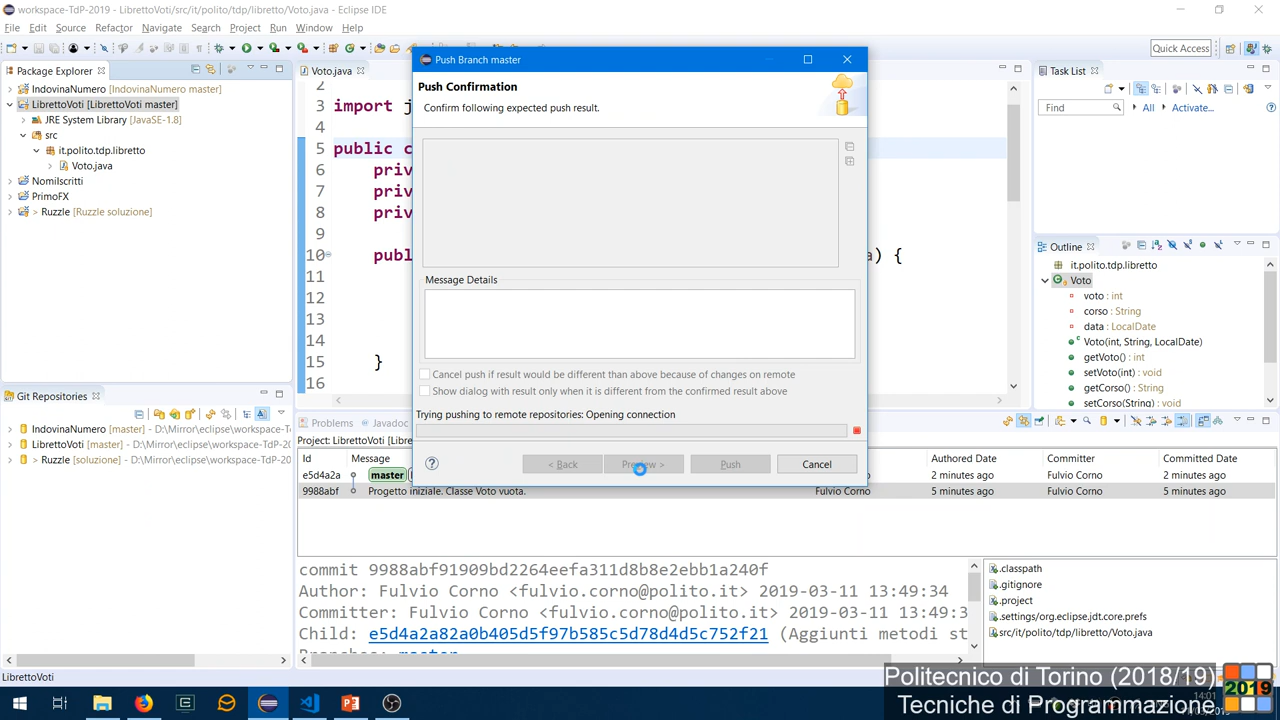 workspace-TdP-2019 - LibrettoVoti/src/it/polito/tdp/libretto/Voto.java - Eclipse IDE
File Edit Source Refactor Navigate Search Project Run Window Help
Quick Access
Package Explorer
IndovinaNumero [IndovinaNumero master]
LibrettoVoti [LibrettoVoti master]
JRE System Library [JavaSE-1.8]
src
it.polito.tdp.libretto
Voto.java
NomiIscritti
PrimoFX
> Ruzzle [Ruzzle soluzione]
Git Repositories
IndovinaNumero [master] - D:\Mirror\eclipse\workspace-T
LibrettoVoti [master] - D:\Mirror\eclipse\workspace-TdP-20
> Ruzzle [soluzione] - D:\Mirror\eclipse\workspace-TdP-20
LibrettoVoti
Voto.java
2
3 import j
4
5 public c
6 priv
7 priv
8 priv
9
10 publ a) {
11
12
13
14
15 }
16
Push Branch master
Push Confirmation
Confirm following expected push result.
Message Details
Cancel push if result would be different than above because of changes on remote
Show dialog with result only when it is different from the confirmed result above
Trying pushing to remote repositories: Opening connection
< Back
Preview >
Push
Cancel
Task List
Find
All
Activate...
Outline
it.polito.tdp.libretto
Voto
voto : int
corso : String
data : LocalDate
Voto(int, String, LocalDate)
getVoto() : int
setVoto(int) : void
getCorso() : String
setCorso(String) : void
Problems
Javadoc
Project: LibrettoVoti [Libre
Id Message Authored Date Committer Committed Date
e5d4a2a master 2 minutes ago Fulvio Corno 2 minutes ago
9988abf Progetto iniziale. Classe Voto vuota. Fulvio Corno 5 minutes ago Fulvio Corno 5 minutes ago
commit 9988abf91909bd2264eefa311d8b8e2ebb1a240f
Author: Fulvio Corno <fulvio.corno@polito.it> 2019-03-11 13:49:34
Committer: Fulvio Corno <fulvio.corno@polito.it> 2019-03-11 13:49:3
Child: e5d4a2a82a0b405d5f97b585c5d78d4d5c752f21 (Aggiunti metodi st
.classpath
.gitignore
.project
.settings/org.eclipse.jdt.core.prefs
src/it/polito/tdp/libretto/Voto.java
Politecnico di Torino (2018/19)
Tecniche di Programmazione
2019
14:01